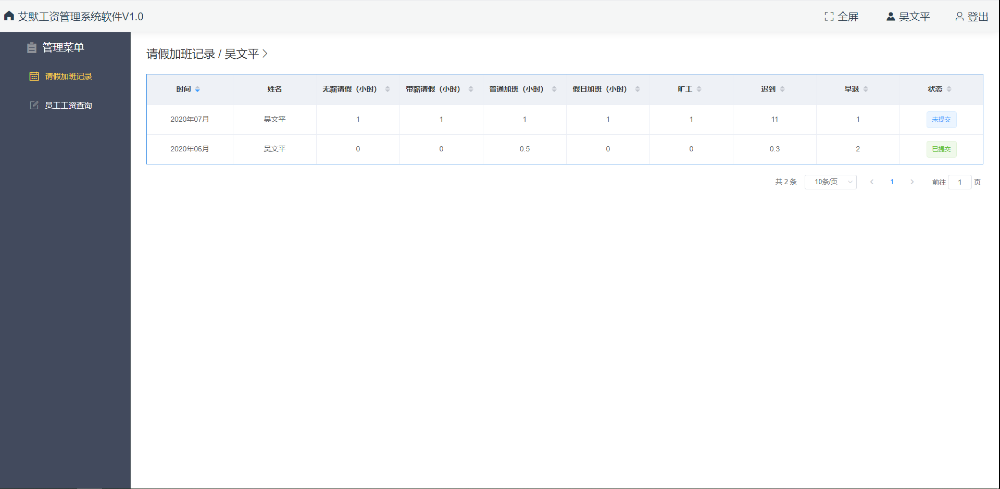 艾默工资管理系统软件V1.0 全屏 吴文平 登出
管理菜单
请假加班记录
员工工资查询
请假加班记录 / 吴文平
时间 姓名 无薪请假（小时） 带薪请假（小时） 普通加班（小时） 假日加班（小时） 旷工 迟到 早退 状态
2020年07月 吴文平 1 1 1 1 1 11 1 未提交
2020年06月 吴文平 0 0 0.5 0 0 0.3 2 已提交
共 2 条 10条/页 1 前往 1 页